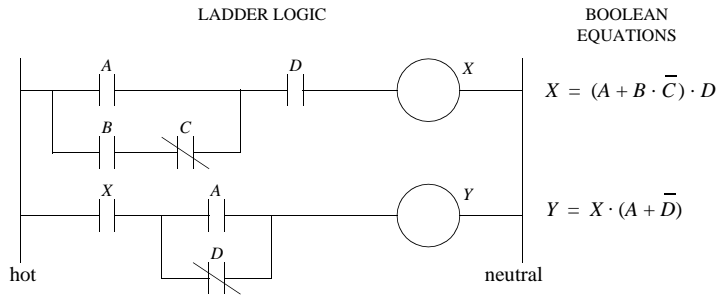 LADDER LOGIC
BOOLEAN
EQUATIONS
A
D
X
X = (A + B · C̅) · D
B
C
X
A
Y
Y = X · (A + D̅)
D
hot
neutral